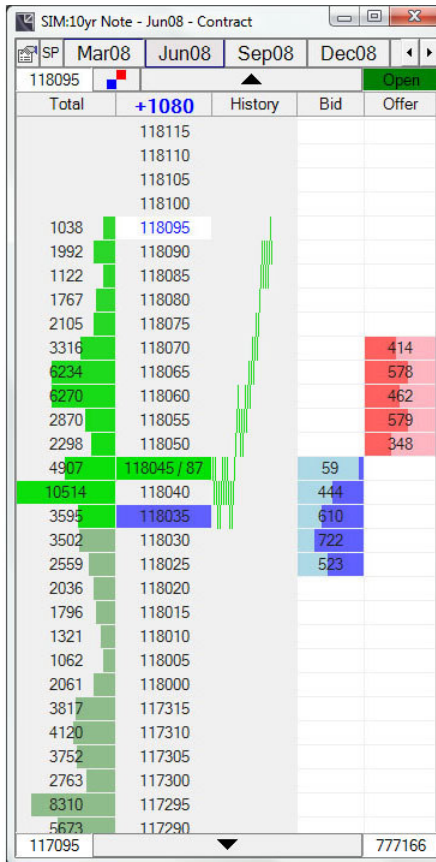 SIM:10yr Note - Jun08 - Contract
SP Mar08 Jun08 Sep08 Dec08
118095 Open
Total +1080 History Bid Offer
118115
118110
118105
118100
1038 118095
1992 118090
1122 118085
1767 118080
2105 118075
3316 118070 414
6234 118065 578
6270 118060 462
2870 118055 579
2298 118050 348
4907 118045 / 87 59
10514 118040 444
3595 118035 610
3502 118030 722
2559 118025 523
2036 118020
1796 118015
1321 118010
1062 118005
2061 118000
3817 117315
4120 117310
3752 117305
2763 117300
8310 117295
5673 117290
117095 777166